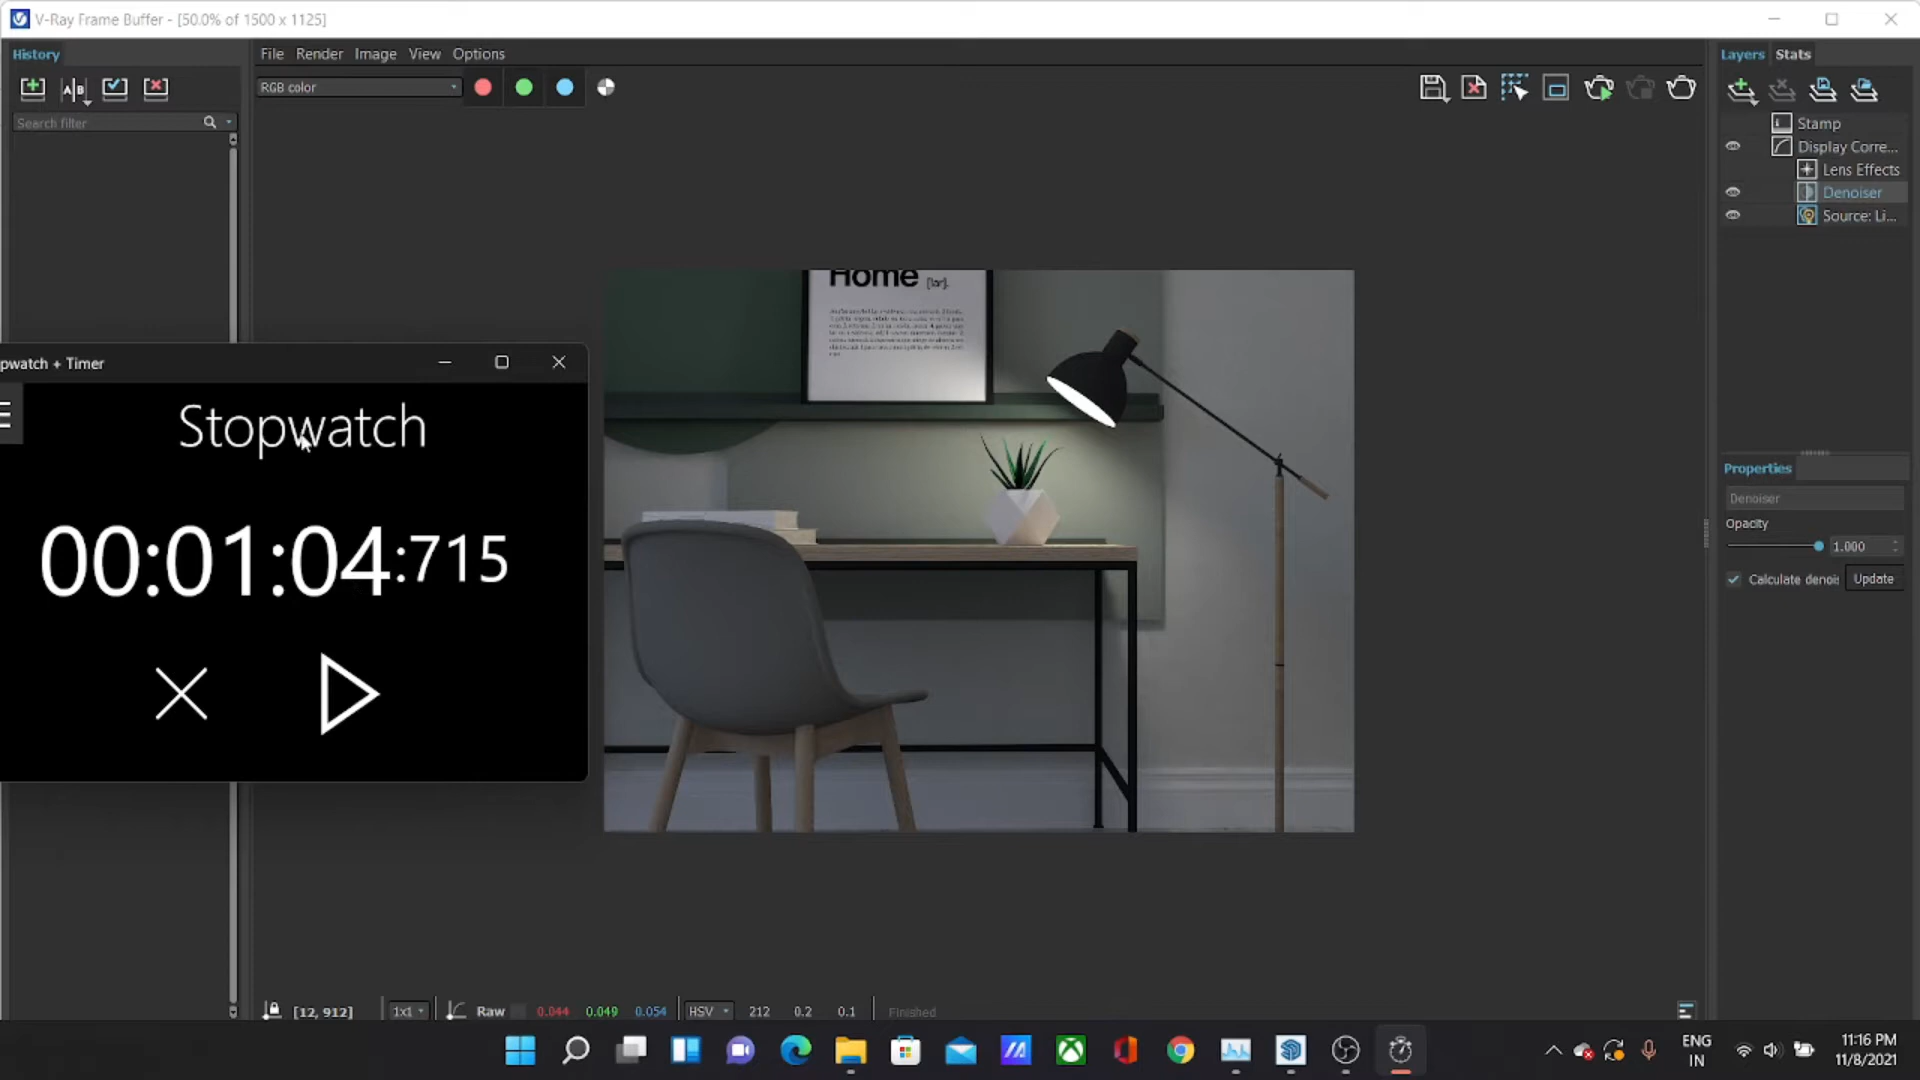 V-Ray Frame Buffer - [50.0% of 1500 x 1125]
History
File Render Image View Options
Layers Stats
RGB color
Search filter
Stamp
Display Corre...
Lens Effects
Denoiser
Source: Li...
Home [lar].
pwatch + Timer
Stopwatch
00:01:04:715
Properties
Denoiser
Opacity
1.000
Calculate denois
Update
[12, 912]
1x1
Raw
0.044 0.049 0.054
HSV
212 0.2 0.1
Finished
ENG
IN
11:16 PM
11/8/2021